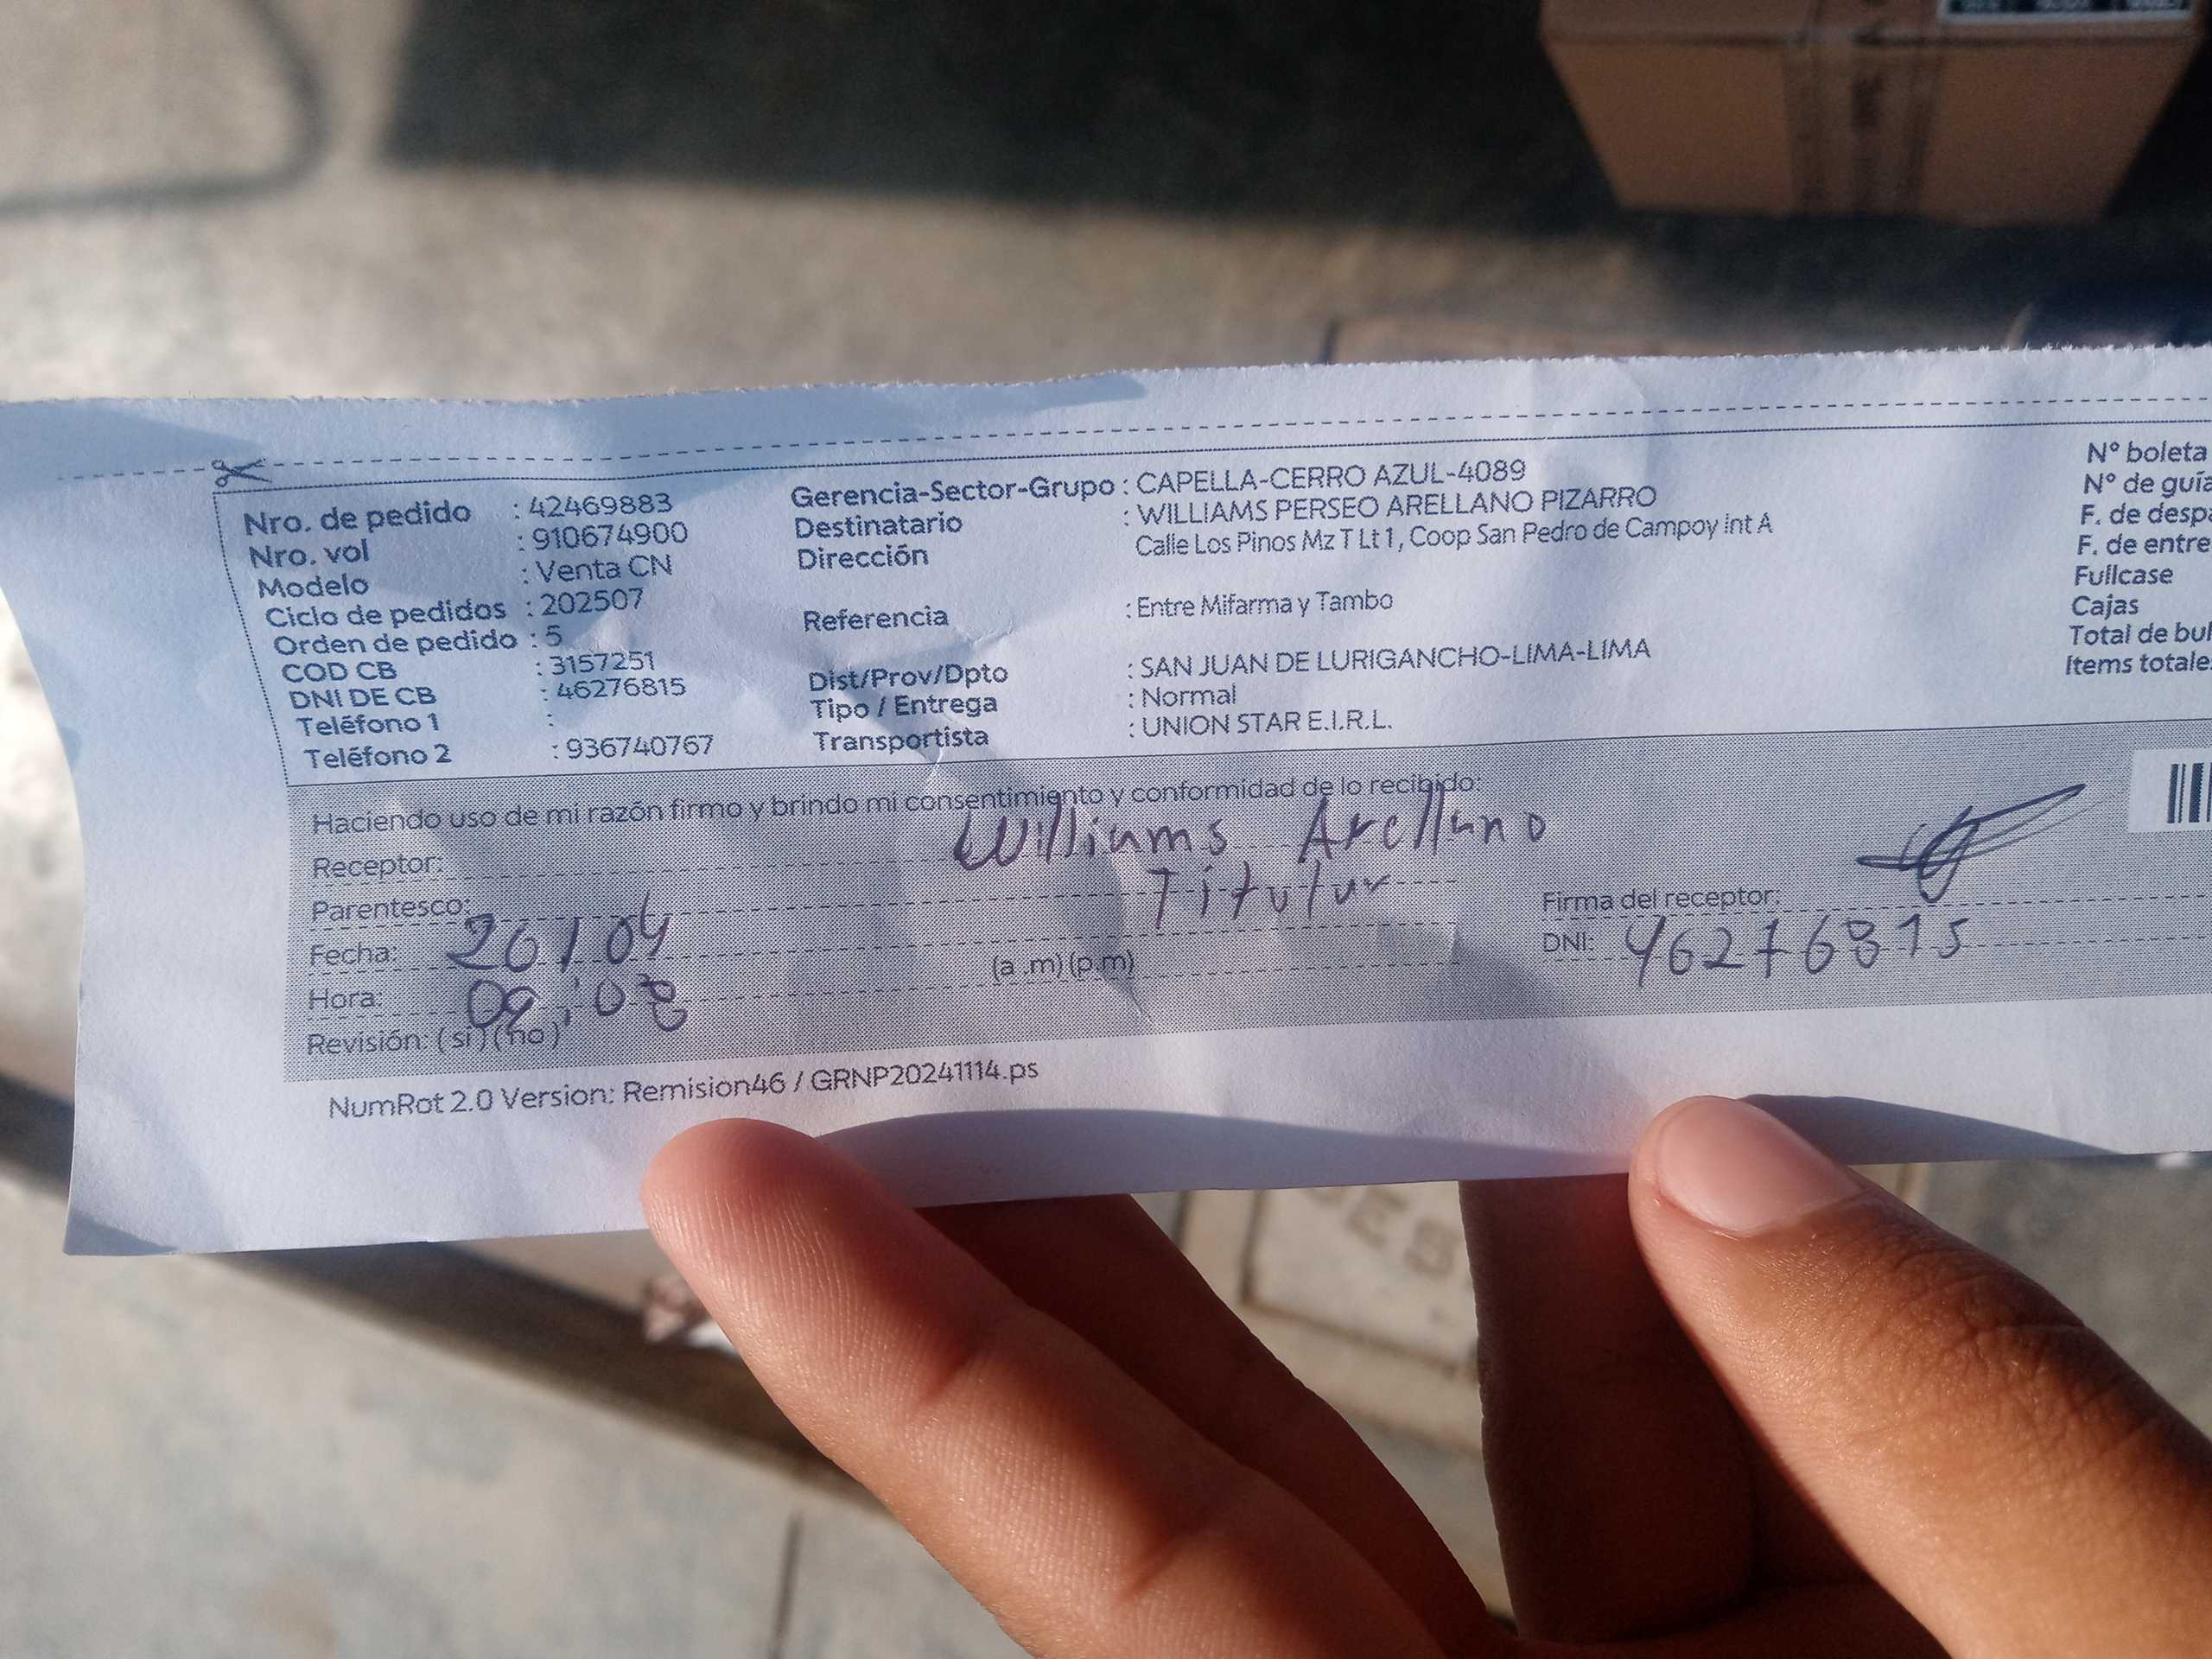 Nro. de pedido : 42469883
Nro. vol : 910674900
Modelo : Venta CN
Ciclo de pedidos : 202507
Orden de pedido : 5
COD CB : 3157251
DNI DE CB : 46276815
Teléfono 1 :
Teléfono 2 : 936740767
Gerencia-Sector-Grupo : CAPELLA-CERRO AZUL-4089
Destinatario : WILLIAMS PERSEO ARELLANO PIZARRO
Dirección Calle Los Pinos Mz T Lt 1, Coop San Pedro de Campoy int A
Referencia : Entre Mifarma y Tambo
Dist/Prov/Dpto : SAN JUAN DE LURIGANCHO-LIMA-LIMA
Tipo / Entrega : Normal
Transportista : UNION STAR E.I.R.L.
N° boleta
N° de guía
F. de despa
F. de entre
Fullcase
Cajas
Total de bul
Items totale
Haciendo uso de mi razón firmo y brindo mi consentimiento y conformidad de lo recibido:
Receptor: Williams Arellano
Parentesco: Titular
Fecha: 26/04
Hora: 09:08 (a .m) (p.m)
Revisión: ( si ) ( no )
Firma del receptor:
DNI: 46276815
NumRot 2.0 Version: Remision46 / GRNP20241114.ps